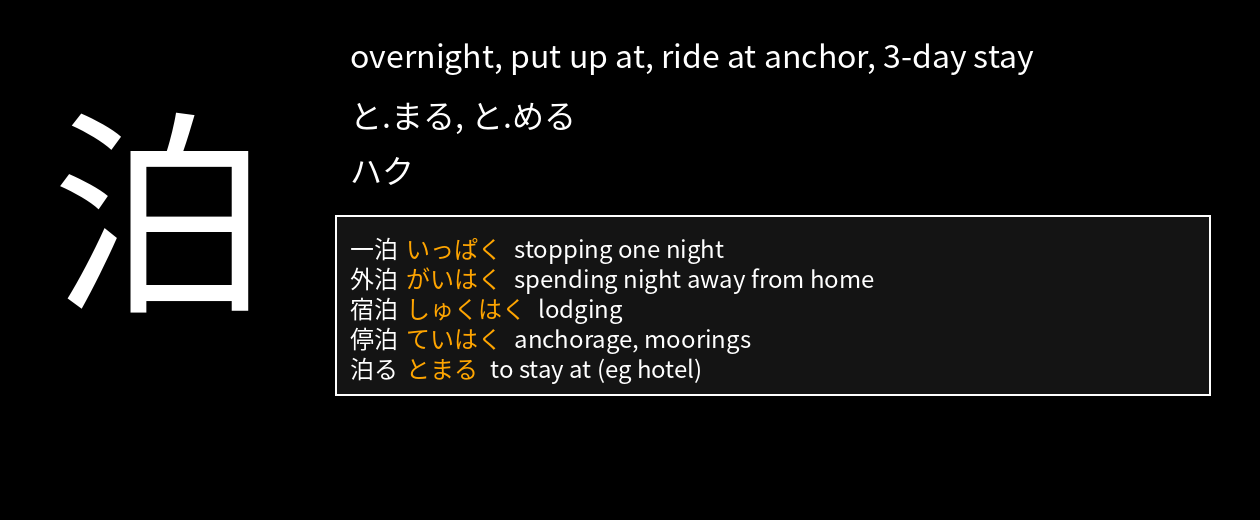 泊
overnight, put up at, ride at anchor, 3-day stay
と.まる, と.める
ハク
一泊 いっぱく stopping one night
外泊 がいはく spending night away from home
宿泊 しゅくはく lodging
停泊 ていはく anchorage, moorings
泊る とまる to stay at (eg hotel)